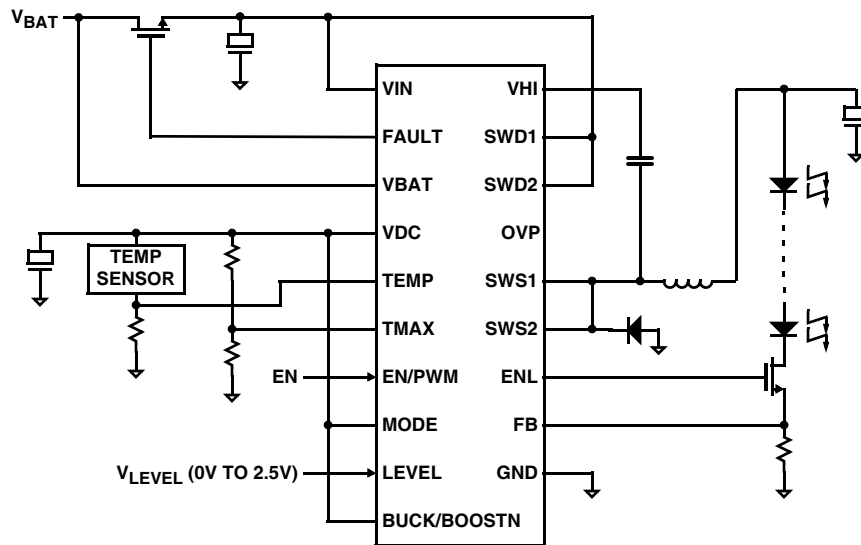 VBAT
VIN
VHI
FAULT
SWD1
VBAT
SWD2
VDC
OVP
TEMP
SENSOR
TEMP
SWS1
TMAX
SWS2
EN
EN/PWM
ENL
MODE
FB
VLEVEL (0V TO 2.5V)
LEVEL
GND
BUCK/BOOSTN